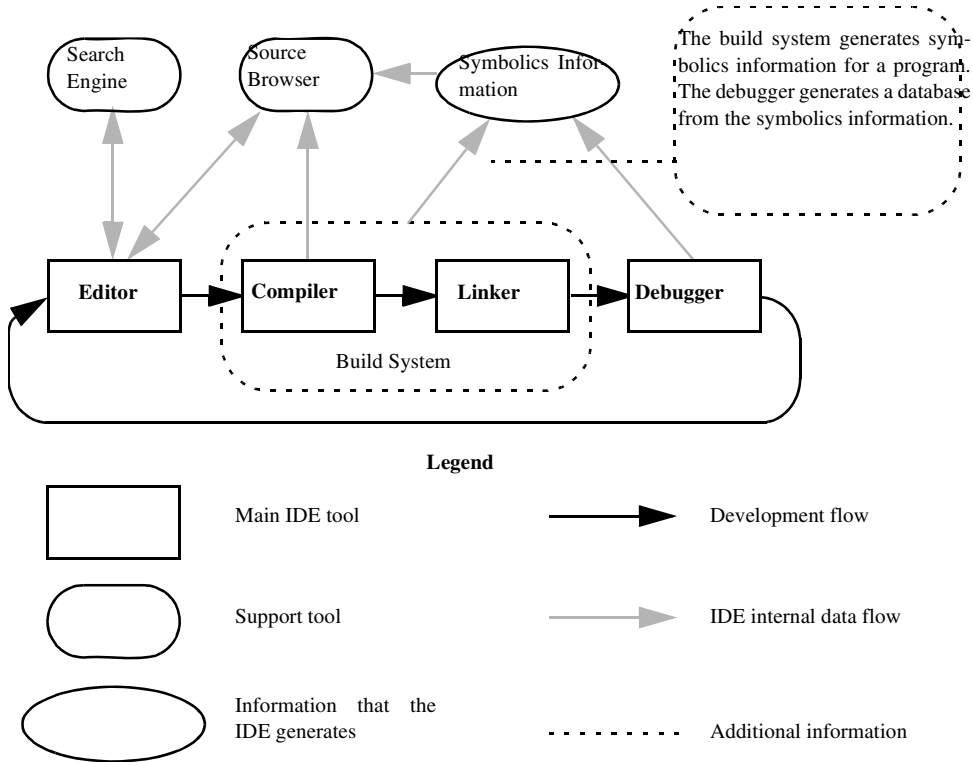 Search
Engine
Source
Browser
Symbolics Infor-
mation
The build system generates sym-
bolics information for a program.
The debugger generates a database
from the symbolics information.
Editor
Compiler
Linker
Debugger
Build System
Legend
Main IDE tool
Development flow
Support tool
IDE internal data flow
Information that the
IDE generates
Additional information